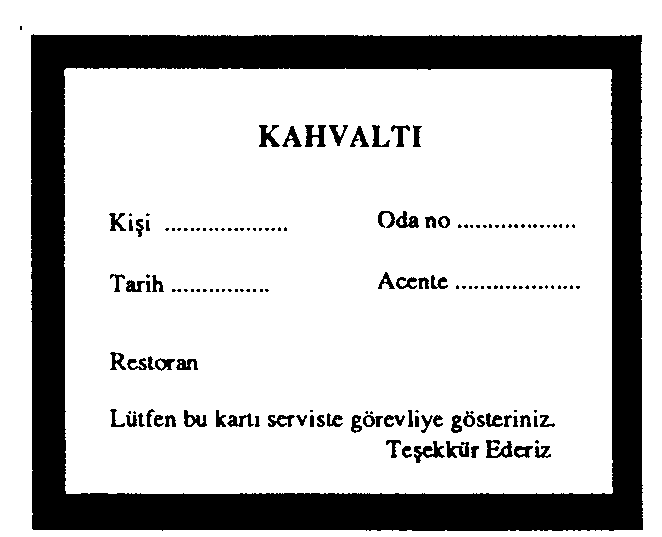 KAHVALTI
Kişi .................... Oda no ...................
Tarih ................ Acente ....................
Restoran
Lütfen bu kartı serviste görevliye gösteriniz.
Teşekkür Ederiz